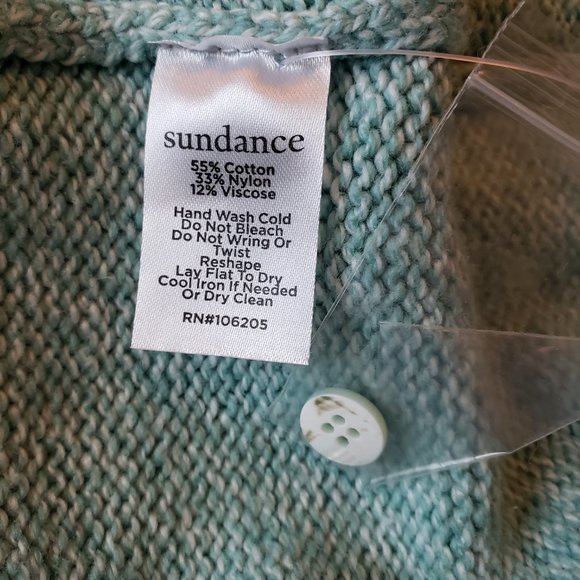 sundance
55% Cotton
33% Nylon
12% Viscose
Hand Wash Cold
Do Not Bleach
Do Not Wring Or
Twist
Reshape
Lay Flat To Dry
Cool Iron If Needed
Or Dry Clean
RN#106205